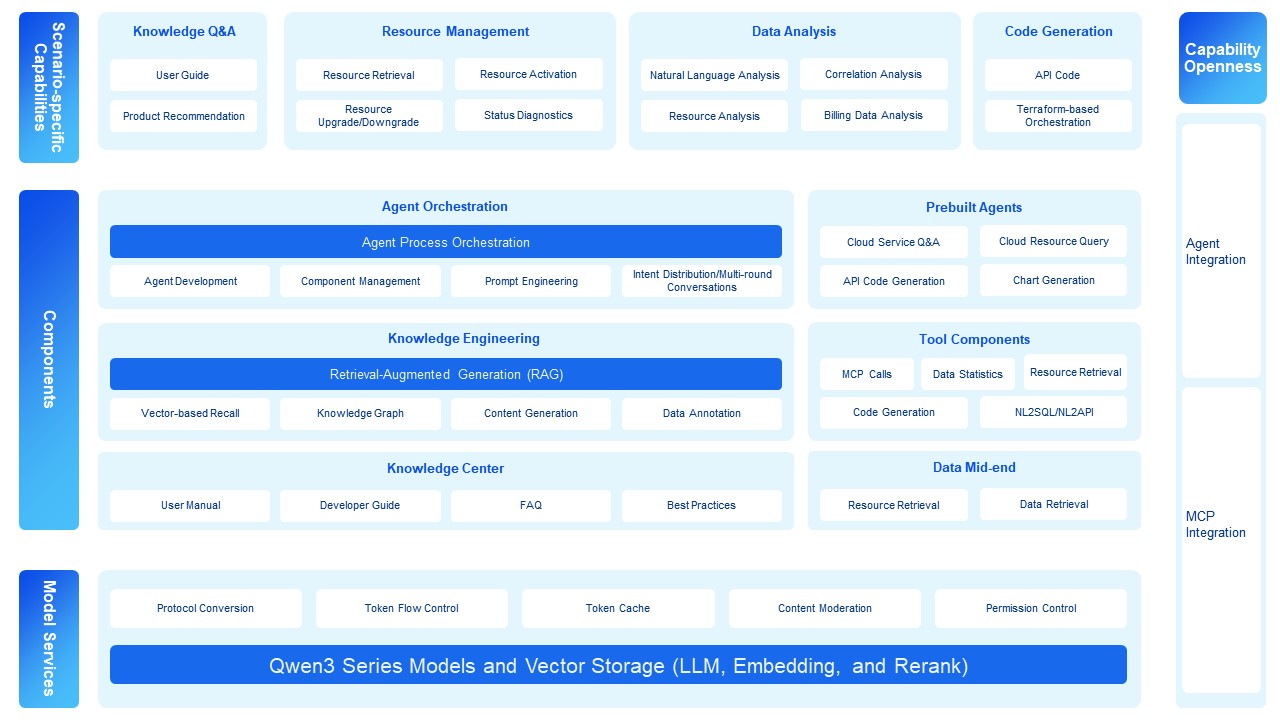 Scenario-specific
Capabilities
Knowledge Q&A
User Guide
Product Recommendation
Resource Management
Resource Retrieval
Resource Activation
Resource
Upgrade/Downgrade
Status Diagnostics
Data Analysis
Natural Language Analysis
Correlation Analysis
Resource Analysis
Billing Data Analysis
Code Generation
API Code
Terraform-based
Orchestration
Components
Agent Orchestration
Agent Process Orchestration
Agent Development
Component Management
Prompt Engineering
Intent Distribution/Multi-round
Conversations
Prebuilt Agents
Cloud Service Q&A
Cloud Resource Query
API Code Generation
Chart Generation
Knowledge Engineering
Retrieval-Augmented Generation (RAG)
Vector-based Recall
Knowledge Graph
Content Generation
Data Annotation
Tool Components
MCP Calls
Data Statistics
Resource Retrieval
Code Generation
NL2SQL/NL2API
Knowledge Center
User Manual
Developer Guide
FAQ
Best Practices
Data Mid-end
Resource Retrieval
Data Retrieval
Model Services
Protocol Conversion
Token Flow Control
Token Cache
Content Moderation
Permission Control
Qwen3 Series Models and Vector Storage (LLM, Embedding, and Rerank)
Capability
Openness
Agent
Integration
MCP
Integration